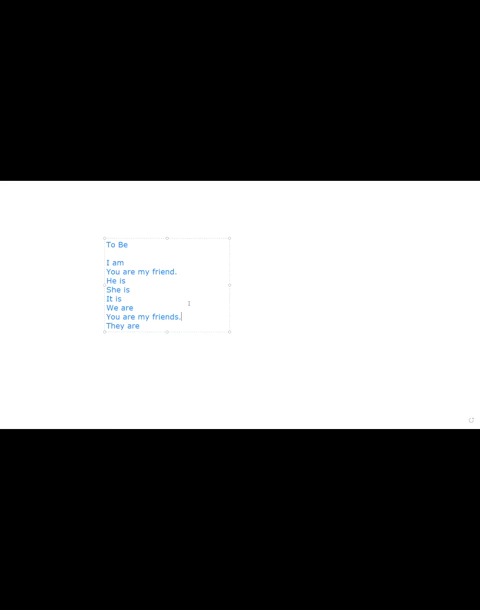 To Be
I am
You are my friend.
He is
She is
It is
We are
You are my friends.
They are